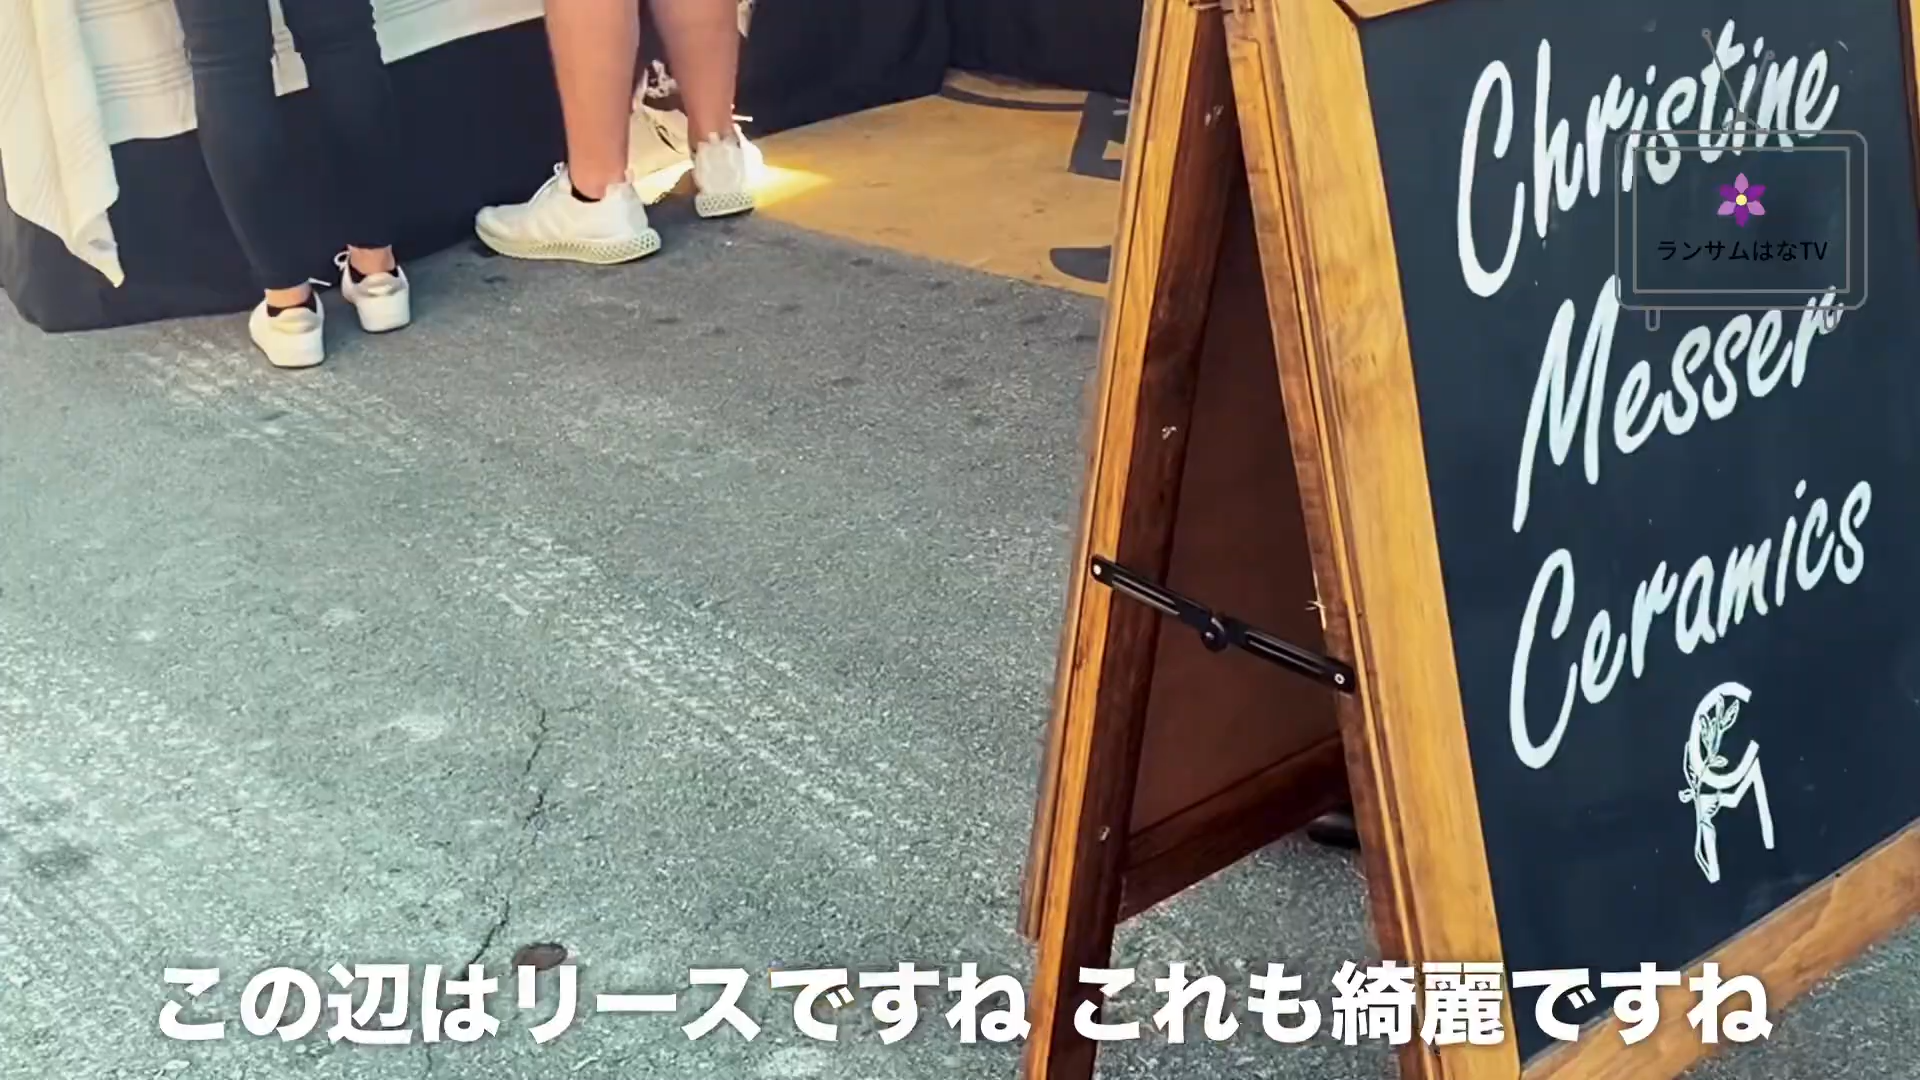 Christine
Messer
Ceramics
CM
ランサムはなTV
この辺はリースですね これも綺麗ですね